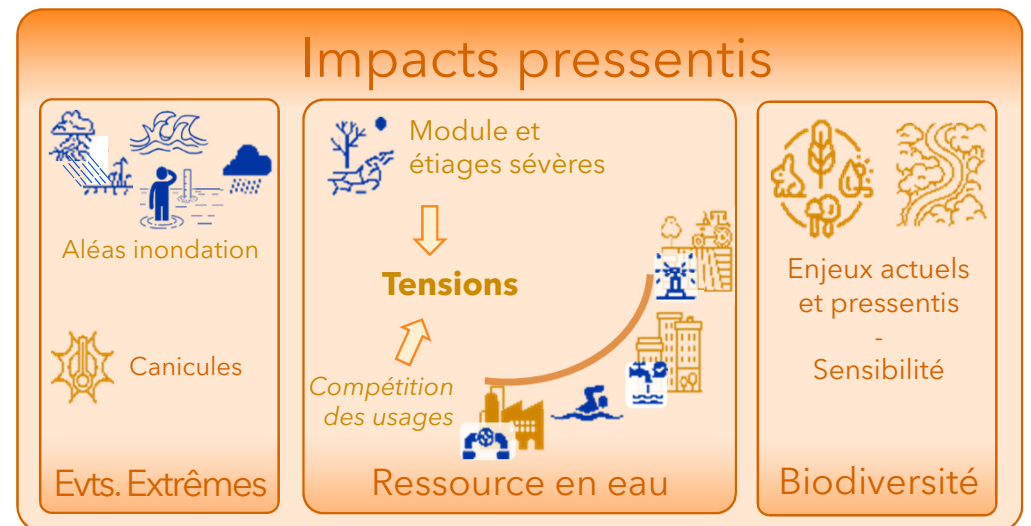 Impacts pressentis
Aléas inondation
Canicules
Evts. Extrêmes
Module et
étiages sévères
Tensions
Compétition
des usages
Ressource en eau
Enjeux actuels
et pressentis
-
Sensibilité
Biodiversité